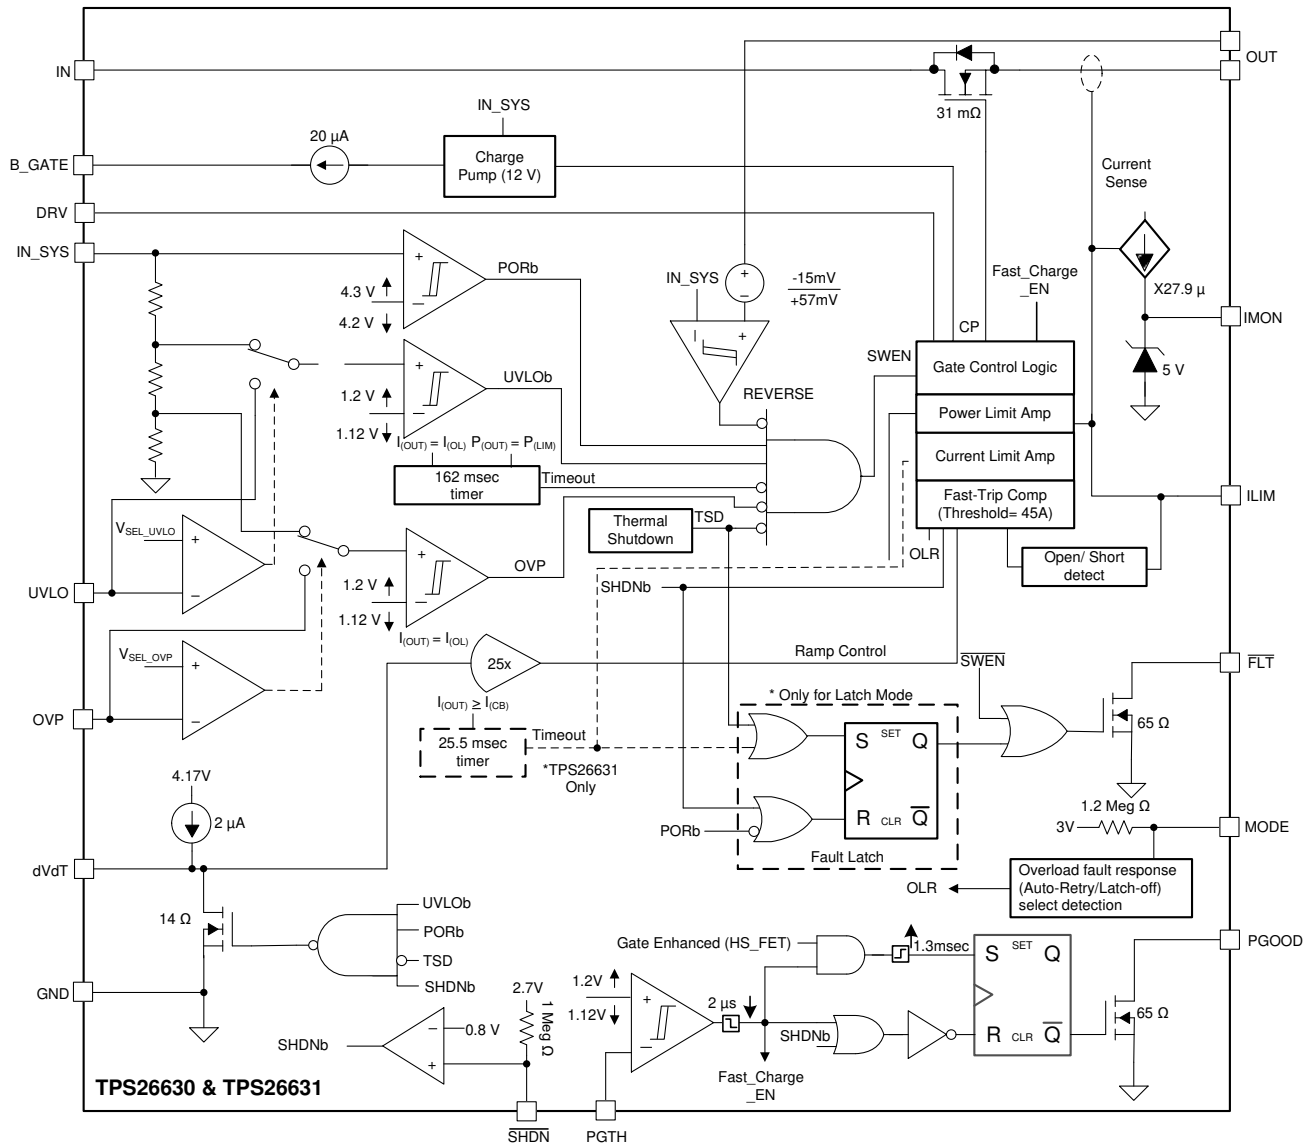 OUT
IN
31 mΩ
IN_SYS
20 µA
B_GATE
Charge
Pump (12 V)
Current
Sense
DRV
IN_SYS
PORb
4.3 V
4.2 V
IN_SYS
-15mV
+57mV
Fast_Charge
_EN
X27.9 µ
IMON
CP
SWEN
Gate Control Logic
5 V
UVLOb
1.2 V
1.12 V
REVERSE
Power Limit Amp
I(OUT) = I(OL) P(OUT) = P(LIM)
162 msec
timer
Timeout
Current Limit Amp
Fast-Trip Comp
(Threshold= 45A)
ILIM
VSEL_UVLO
Thermal
Shutdown
TSD
OLR
Open/ Short
detect
OVP
1.2 V
1.12 V
SHDNb
UVLO
I(OUT) = I(OL)
VSEL_OVP
25x
Ramp Control
SWEN
FLT
I(OUT) ≥ I(CB)
* Only for Latch Mode
OVP
25.5 msec
timer
Timeout
*TPS26631
Only
S SET Q
R CLR Q
65 Ω
4.17V
2 µA
PORb
Fault Latch
1.2 Meg Ω
3V
MODE
dVdT
OLR
Overload fault response
(Auto-Retry/Latch-off)
select detection
14 Ω
UVLOb
PORb
TSD
SHDNb
Gate Enhanced (HS_FET)
1.3msec
S SET Q
PGOOD
GND
2.7V
1 Meg Ω
1.2V
1.12V
2 µs
0.8 V
SHDNb
SHDNb
R CLR Q
65 Ω
Fast_Charge
_EN
TPS26630 & TPS26631
SHDN
PGTH